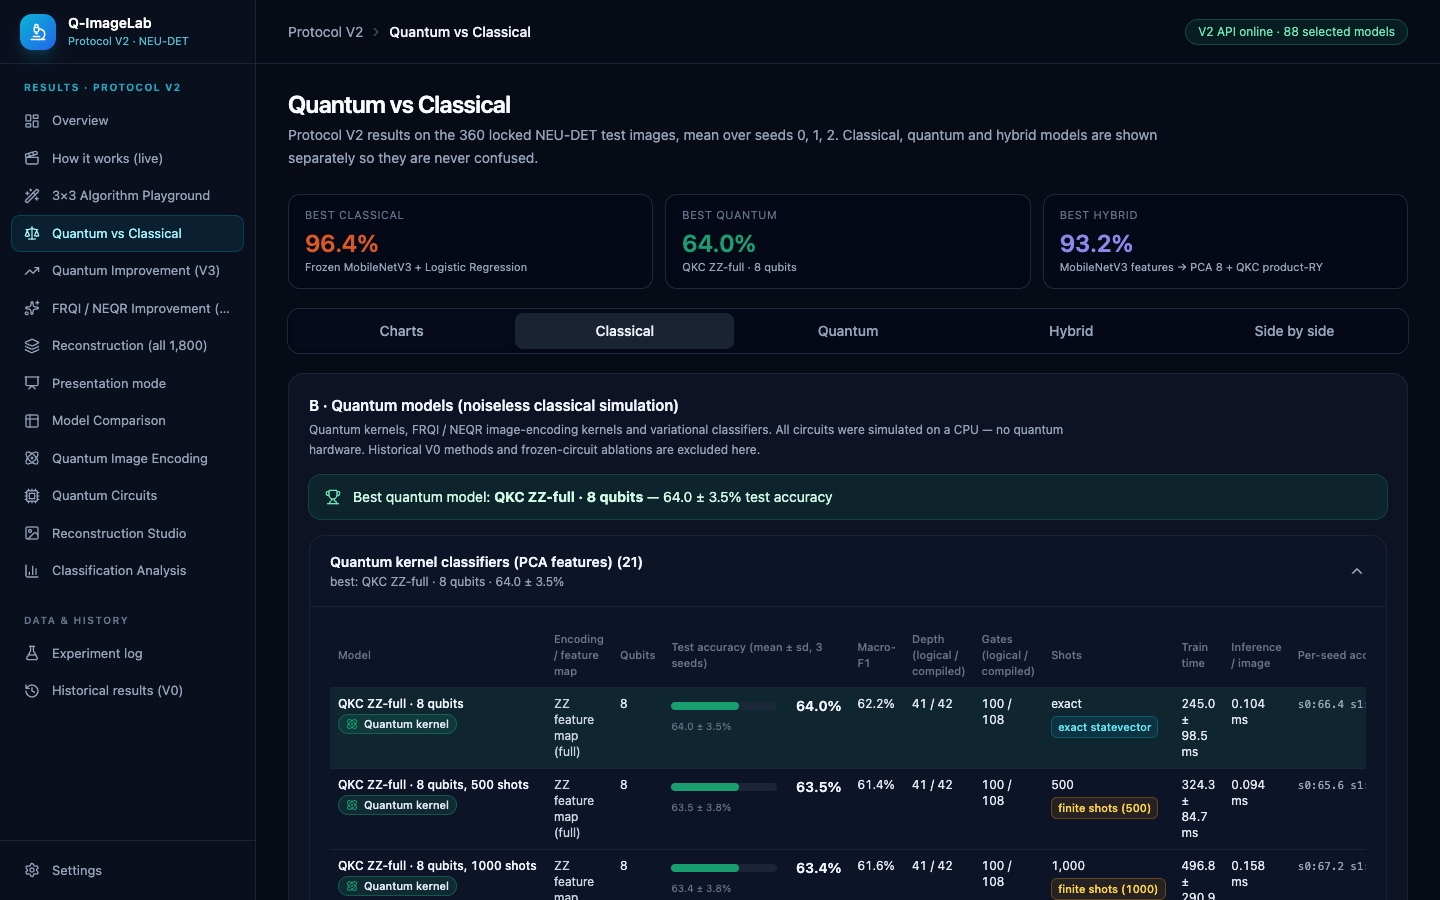 Q-ImageLab
Protocol V2 · NEU-DET
RESULTS · PROTOCOL V2
Overview
How it works (live)
3×3 Algorithm Playground
Quantum vs Classical
Quantum Improvement (V3)
FRQI / NEQR Improvement (...
Reconstruction (all 1,800)
Presentation mode
Model Comparison
Quantum Image Encoding
Quantum Circuits
Reconstruction Studio
Classification Analysis
DATA & HISTORY
Experiment log
Historical results (V0)
Settings
Protocol V2 > Quantum vs Classical
V2 API online · 88 selected models
Quantum vs Classical
Protocol V2 results on the 360 locked NEU-DET test images, mean over seeds 0, 1, 2. Classical, quantum and hybrid models are shown
separately so they are never confused.
BEST CLASSICAL
96.4%
Frozen MobileNetV3 + Logistic Regression
BEST QUANTUM
64.0%
QKC ZZ-full · 8 qubits
BEST HYBRID
93.2%
MobileNetV3 features → PCA 8 + QKC product-RY
Charts
Classical
Quantum
Hybrid
Side by side
B · Quantum models (noiseless classical simulation)
Quantum kernels, FRQI / NEQR image-encoding kernels and variational classifiers. All circuits were simulated on a CPU — no quantum
hardware. Historical V0 methods and frozen-circuit ablations are excluded here.
Best quantum model: QKC ZZ-full · 8 qubits — 64.0 ± 3.5% test accuracy
Quantum kernel classifiers (PCA features) (21)
best: QKC ZZ-full · 8 qubits · 64.0 ± 3.5%
Model
Encoding
/ feature
map
Qubits
Test accuracy (mean ± sd, 3
seeds)
Macro-
F1
Depth
(logical /
compiled)
Gates
(logical /
compiled)
Shots
Train
time
Inference
/ image
Per-seed acc
QKC ZZ-full · 8 qubits
Quantum kernel
ZZ
feature
map
(full)
8
64.0%
64.0 ± 3.5%
62.2%
41 / 42
100 /
108
exact
exact statevector
245.0
±
98.5
ms
0.104
ms
s0:66.4 s1:
QKC ZZ-full · 8 qubits, 500 shots
Quantum kernel
ZZ
feature
map
(full)
8
63.5%
63.5 ± 3.8%
61.4%
41 / 42
100 /
108
500
finite shots (500)
324.3
±
84.7
ms
0.094
ms
s0:65.6 s1:
QKC ZZ-full · 8 qubits, 1000 shots
Quantum kernel
ZZ
feature
map
8
63.4%
63.4 ± 3.8%
61.6%
41 / 42
100 /
108
1,000
finite shots (1000)
496.8
±
290.9
0.158
ms
s0:67.2 s1: